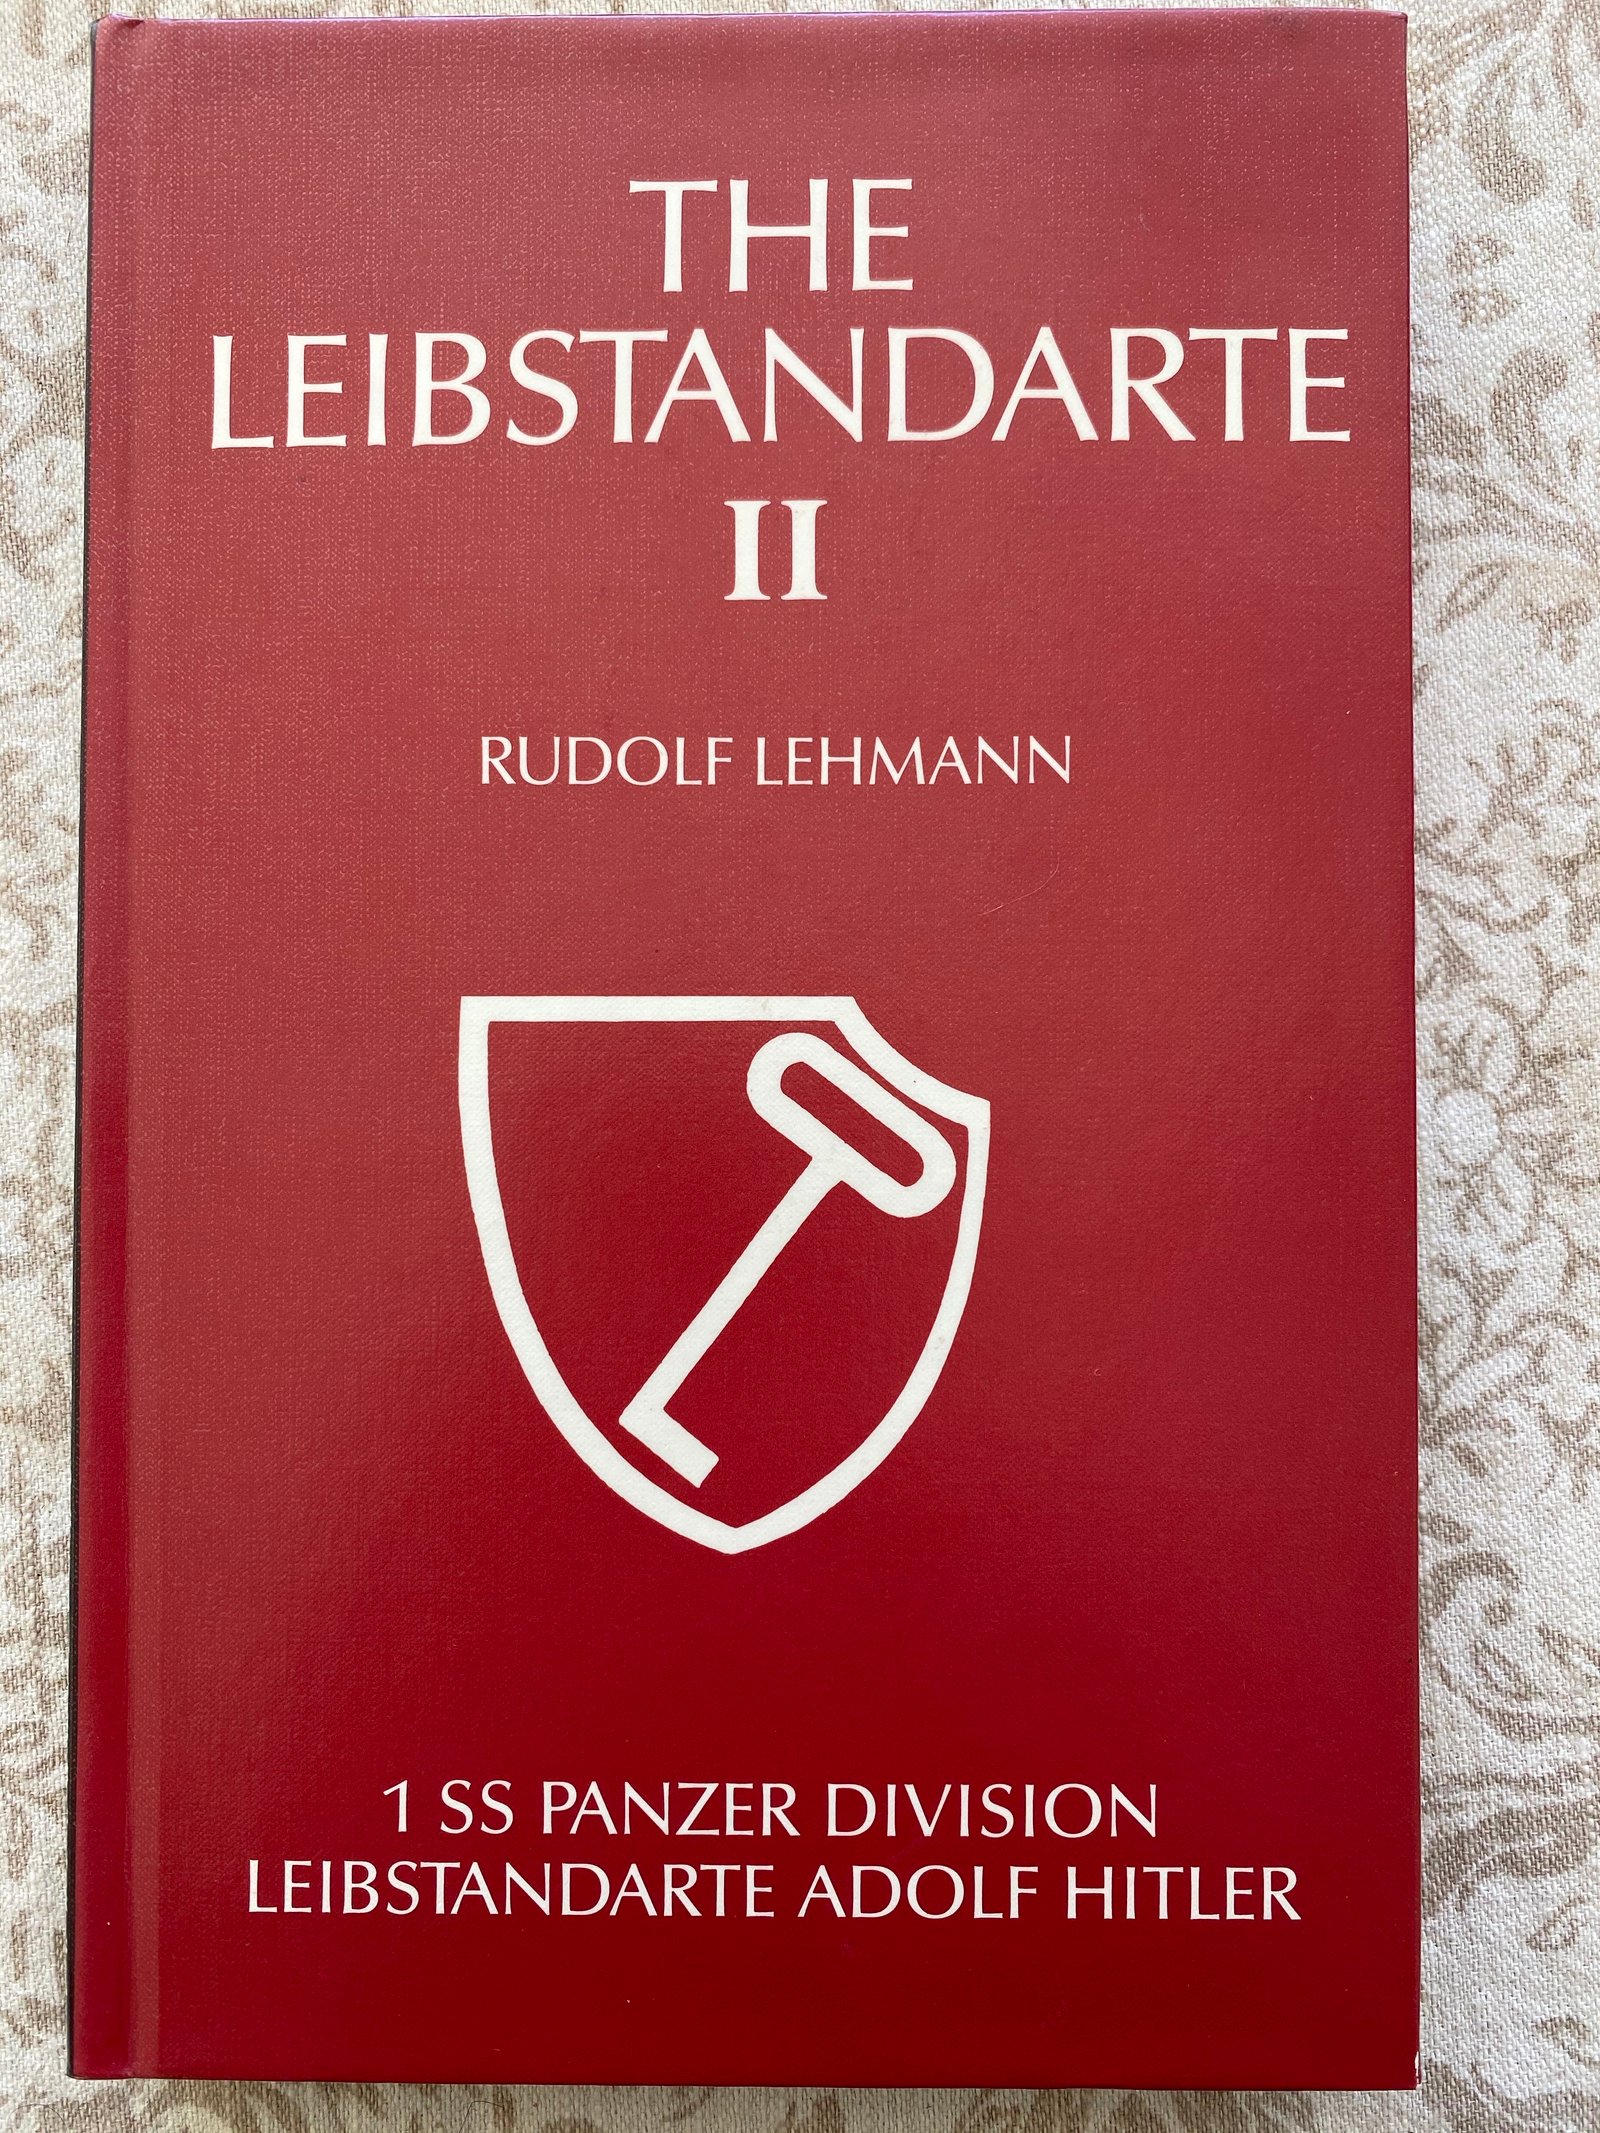 THE
LEIBSTANDARTE
II
RUDOLF LEHMANN
1 SS PANZER DIVISION
LEIBSTANDARTE ADOLF HITLER